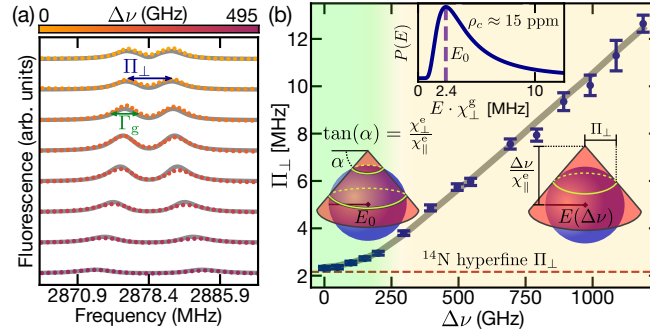 (a)
Δν (GHz)
0 495
Π⊥
Γg
Fluorescence (arb. units)
2870.9 2878.4 2885.9
Frequency (MHz)
(b)
Π⊥ [MHz]
12
10
8
6
4
2
P(E)
ρc ≈ 15 ppm
E0
0 2.4 10
E · χ⊥^g [MHz]
tan(α) = χ⊥^e / χ∥^e
α
E0
Π⊥
Δν / χ∥^e
E(Δν)
14N hyperfine Π⊥
0 250 500 750 1000
Δν [GHz]